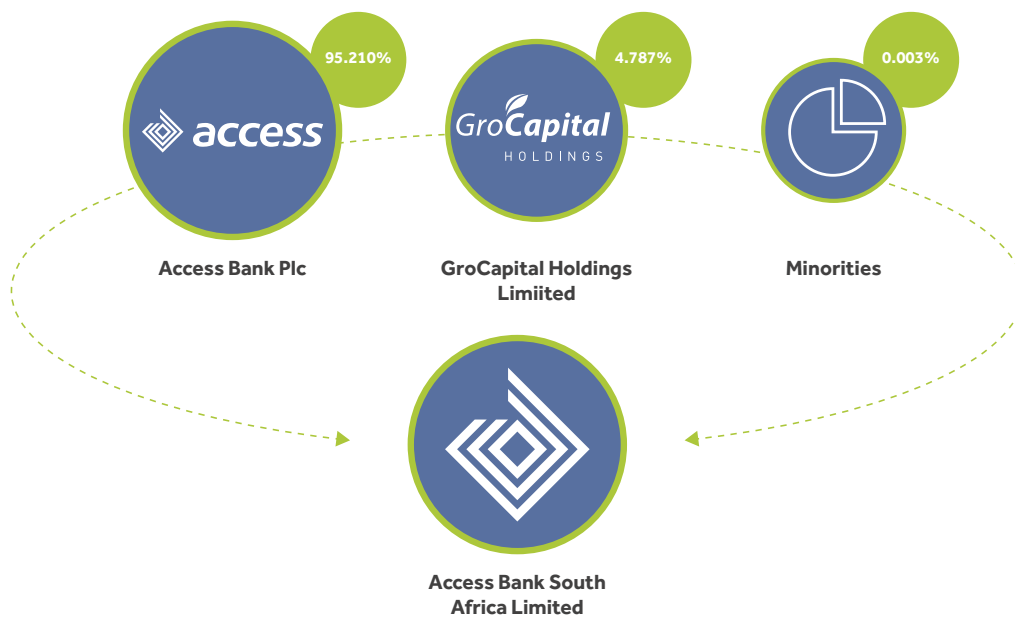 95.210%
4.787%
0.003%
access
GroCapital
HOLDINGS
Access Bank Plc
GroCapital Holdings
Limiited
Minorities
Access Bank South
Africa Limited